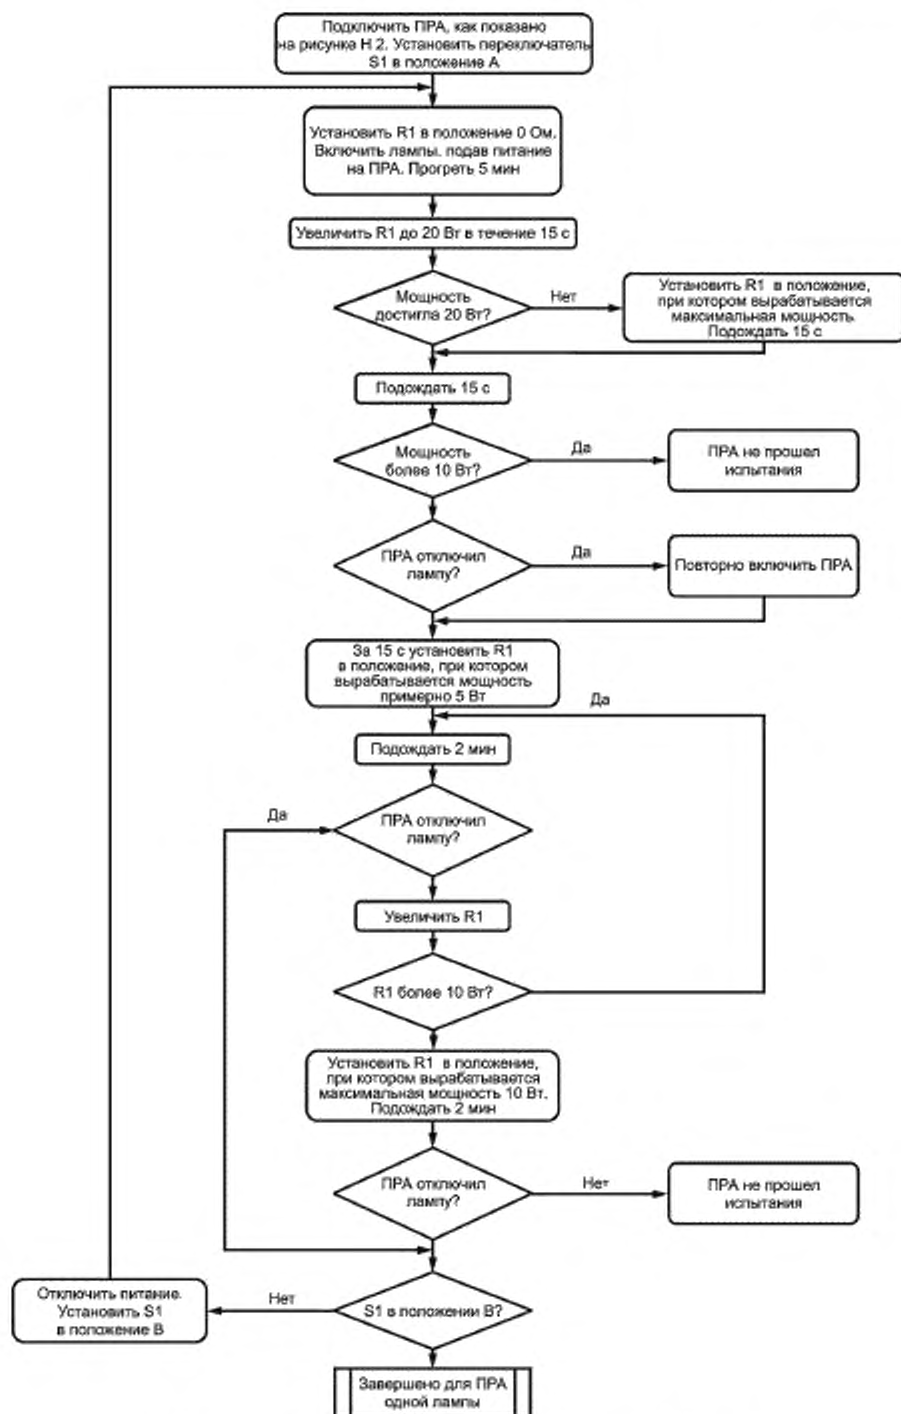 Подключить ПРА, как показано
на рисунке Н 2. Установить переключатель
S1 в положение А
Установить R1 в положение 0 Ом.
Включить лампы. подав питание
на ПРА. Прогреть 5 мин
Увеличить R1 до 20 Вт в течение 15 с
Мощность
достигла 20 Вт?
Нет
Установить R1 в положение,
при котором вырабатывается
максимальная мощность.
Подождать 15 с
Подождать 15 с
Мощность
более 10 Вт?
Да
ПРА не прошел
испытания
ПРА отключил
лампу?
Да
Повторно включить ПРА
За 15 с установить R1
в положение, при котором
вырабатывается мощность
примерно 5 Вт
Да
Подождать 2 мин
Да
ПРА отключил
лампу?
Увеличить R1
R1 более 10 Вт?
Установить R1 в положение,
при котором вырабатывается
максимальная мощность 10 Вт.
Подождать 2 мин
ПРА отключил
лампу?
Нет
ПРА не прошел
испытания
Отключить питание.
Установить S1
в положение В
Нет
S1 в положении В?
Завершено для ПРА
одной лампы